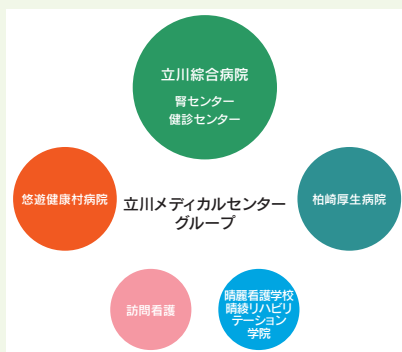 立川綜合病院
腎センター
健診センター
悠遊健康村病院
立川メディカルセンター
グループ
柏崎厚生病院
訪問看護
晴麗看護学校
晴綾リハビリ
テーション
学院